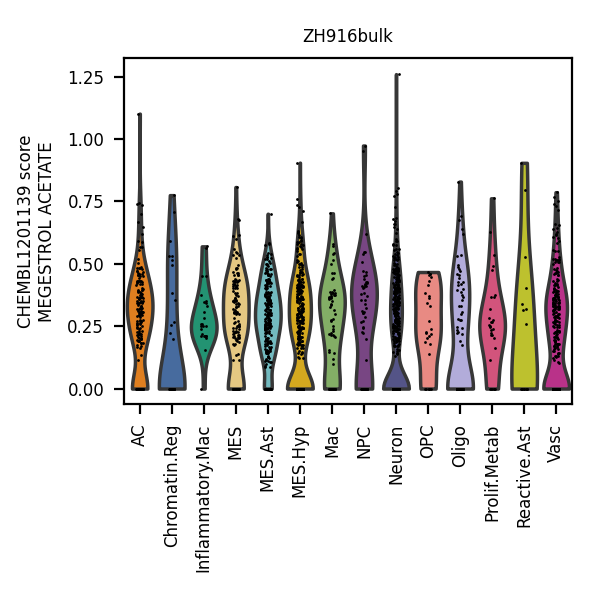 ZH916bulk
CHEMBL1201139 score
MEGESTROL ACETATE
1.25
1.00
0.75
0.50
0.25
0.00
AC
Chromatin.Reg
Inflammatory.Mac
MES
MES.Ast
MES.Hyp
Mac
NPC
Neuron
OPC
Oligo
Prolif.Metab
Reactive.Ast
Vasc